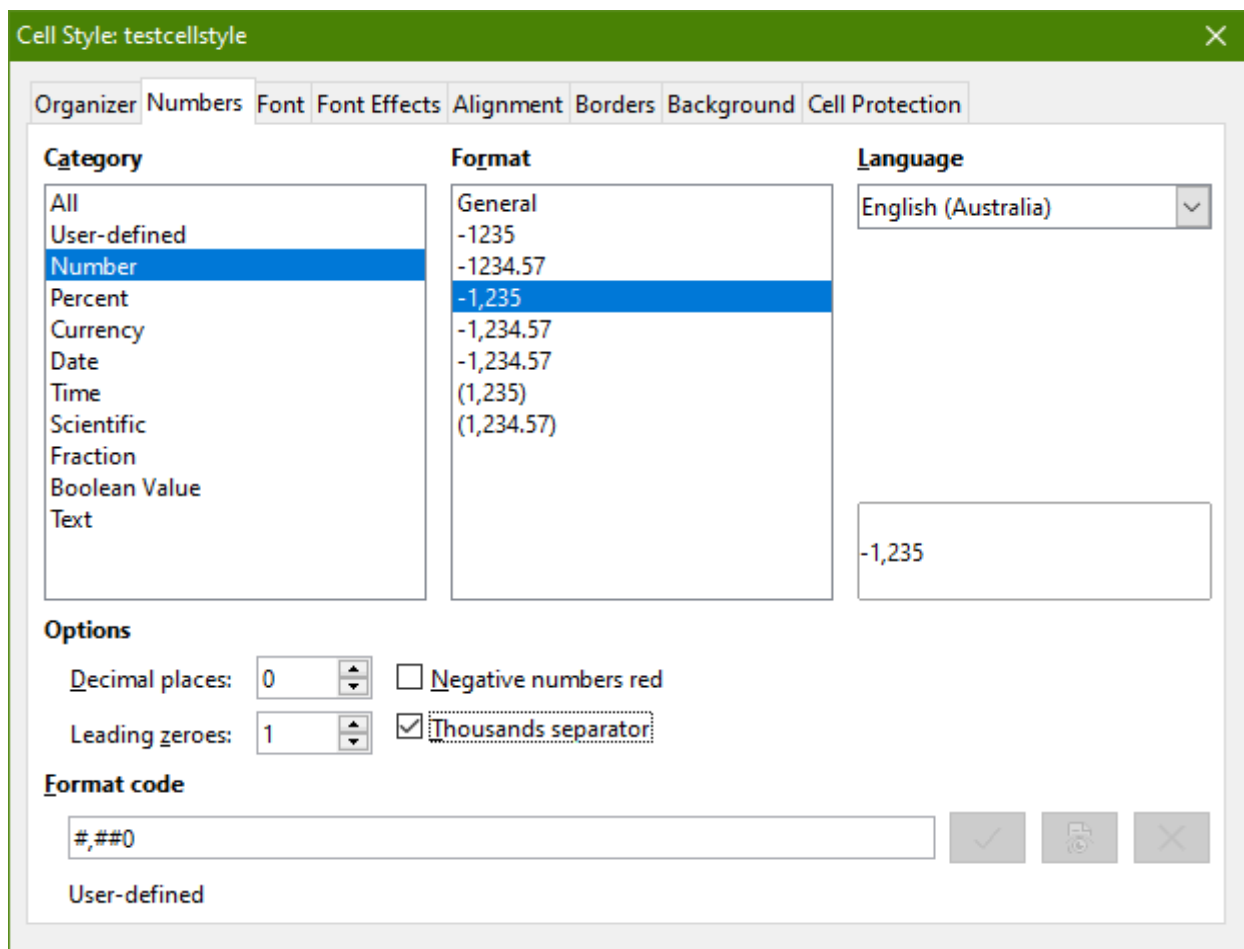 Cell Style: testcellstyle
Organizer Numbers Font Font Effects Alignment Borders Background Cell Protection
Category
All
User-defined
Number
Percent
Currency
Date
Time
Scientific
Fraction
Boolean Value
Text
Format
General
-1235
-1234.57
-1,235
-1,234.57
-1,234.57
(1,235)
(1,234.57)
Language
English (Australia)
-1,235
Options
Decimal places: 0 Negative numbers red
Leading zeroes: 1 Thousands separator
Format code
#,##0
User-defined